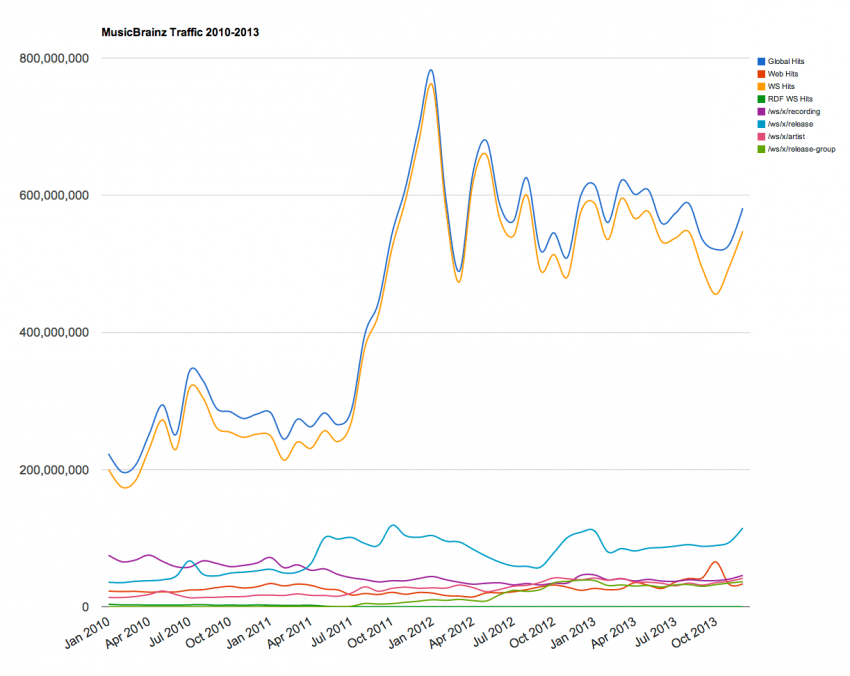 MusicBrainz Traffic 2010-2013
800,000,000
600,000,000
400,000,000
200,000,000
0
Global Hits
Web Hits
WS Hits
RDF WS Hits
/ws/x/recording
/ws/x/release
/ws/x/artist
/ws/x/release-group
Jan 2010
Apr 2010
Jul 2010
Oct 2010
Jan 2011
Apr 2011
Jul 2011
Oct 2011
Jan 2012
Apr 2012
Jul 2012
Oct 2012
Jan 2013
Apr 2013
Jul 2013
Oct 2013